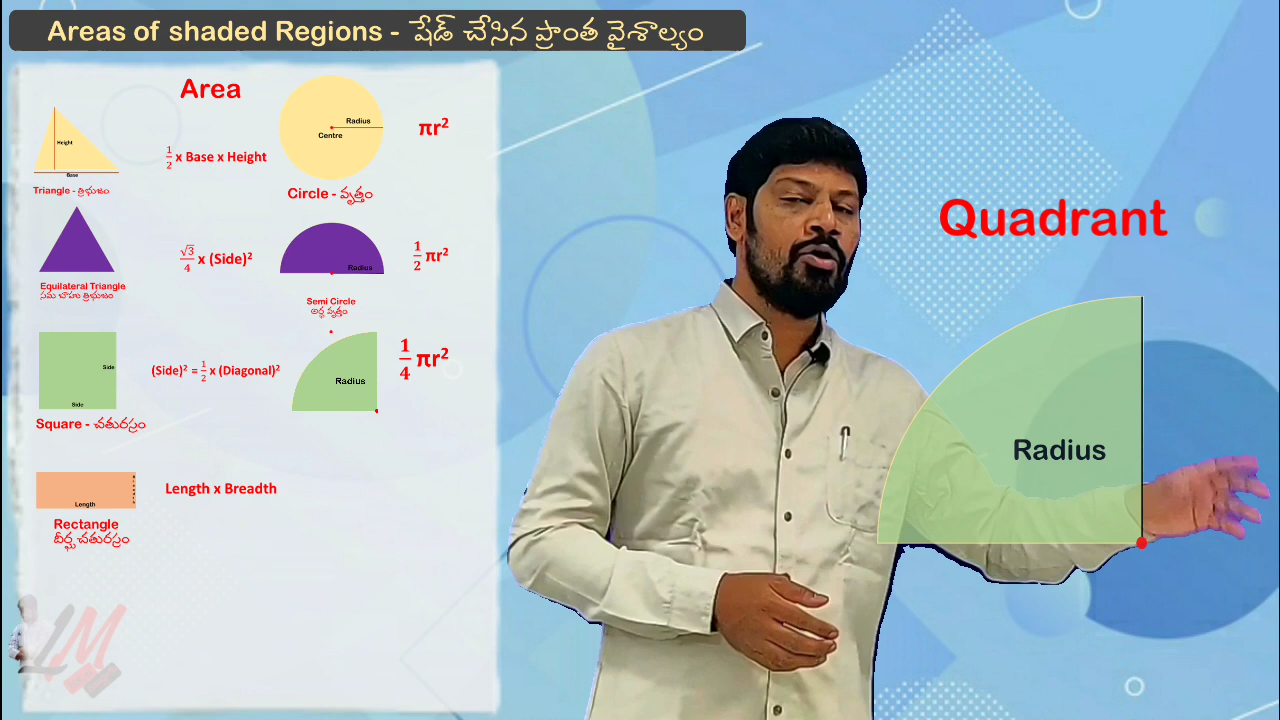 Areas of shaded Regions - షేడ్ చేసిన ప్రాంత వైశాల్యం
Area
Height
Base
Triangle - త్రిభుజం
1/2 x Base x Height
Radius
Centre
Circle - వృత్తం
πr²
Equilateral Triangle
సమ బాహు త్రిభుజం
√3/4 x (Side)²
Radius
Semi Circle
అర్ధ వృత్తం
1/2 πr²
Side
Side
Square - చతురస్రం
(Side)² = 1/2 x (Diagonal)²
Radius
1/4 πr²
Length
Rectangle
దీర్ఘ చతురస్రం
Length x Breadth
Quadrant
Radius
LM